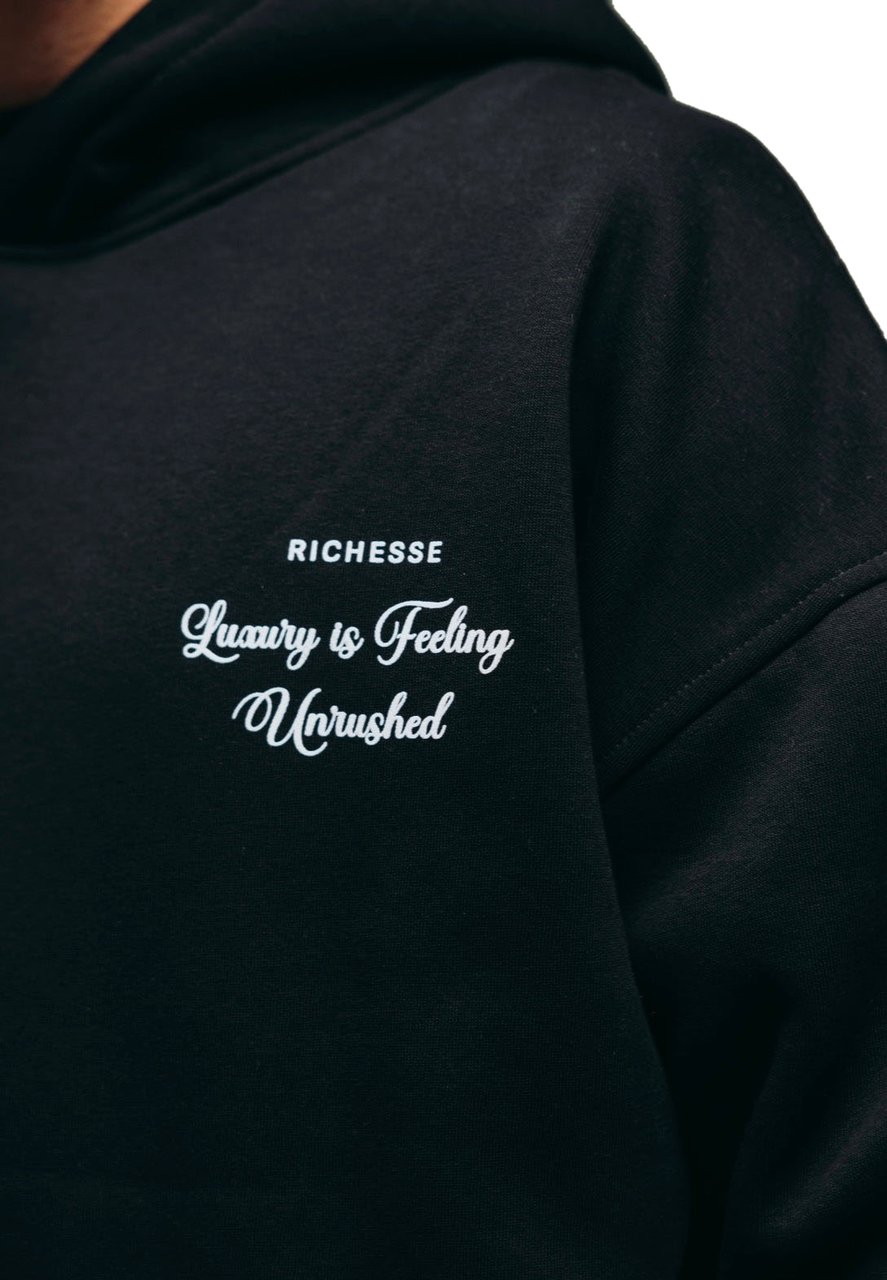 RICHESSE
Luxury is Feeling
Unrushed